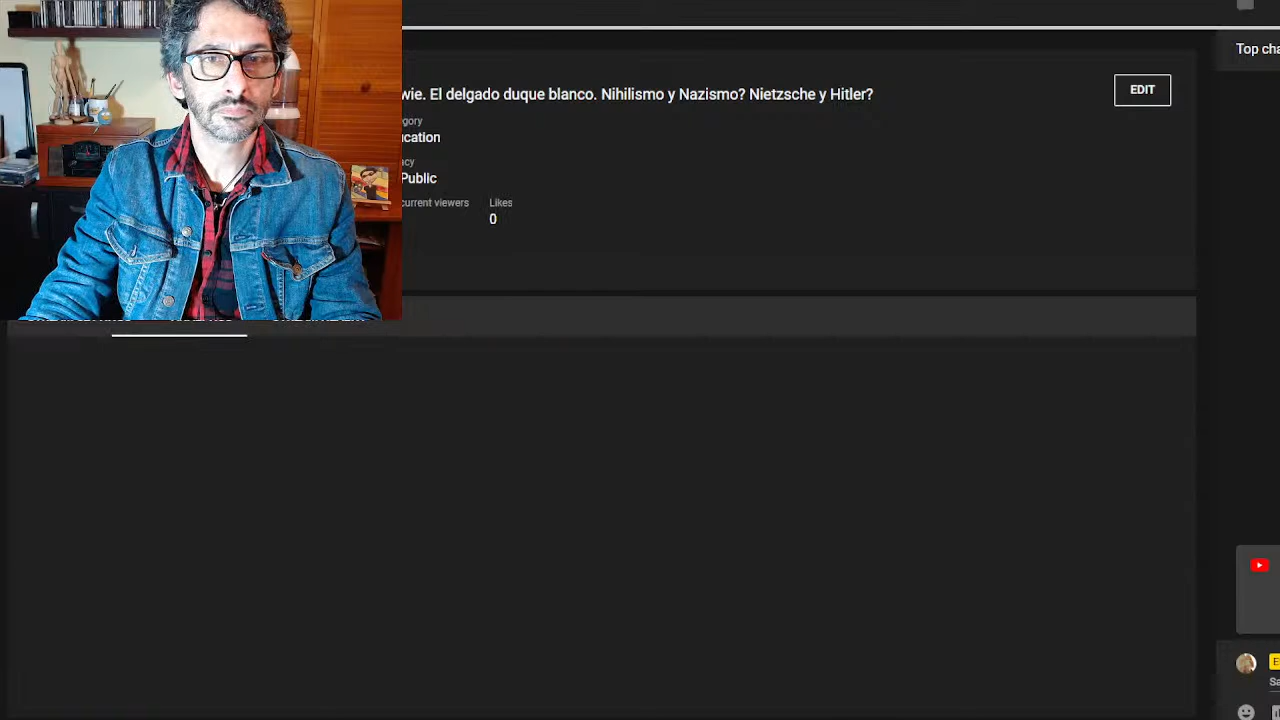 wie. El delgado duque blanco. Nihilismo y Nazismo? Nietzsche y Hitler?
EDIT
Top cha
gory
ucation
acy
Public
current viewers
Likes
0